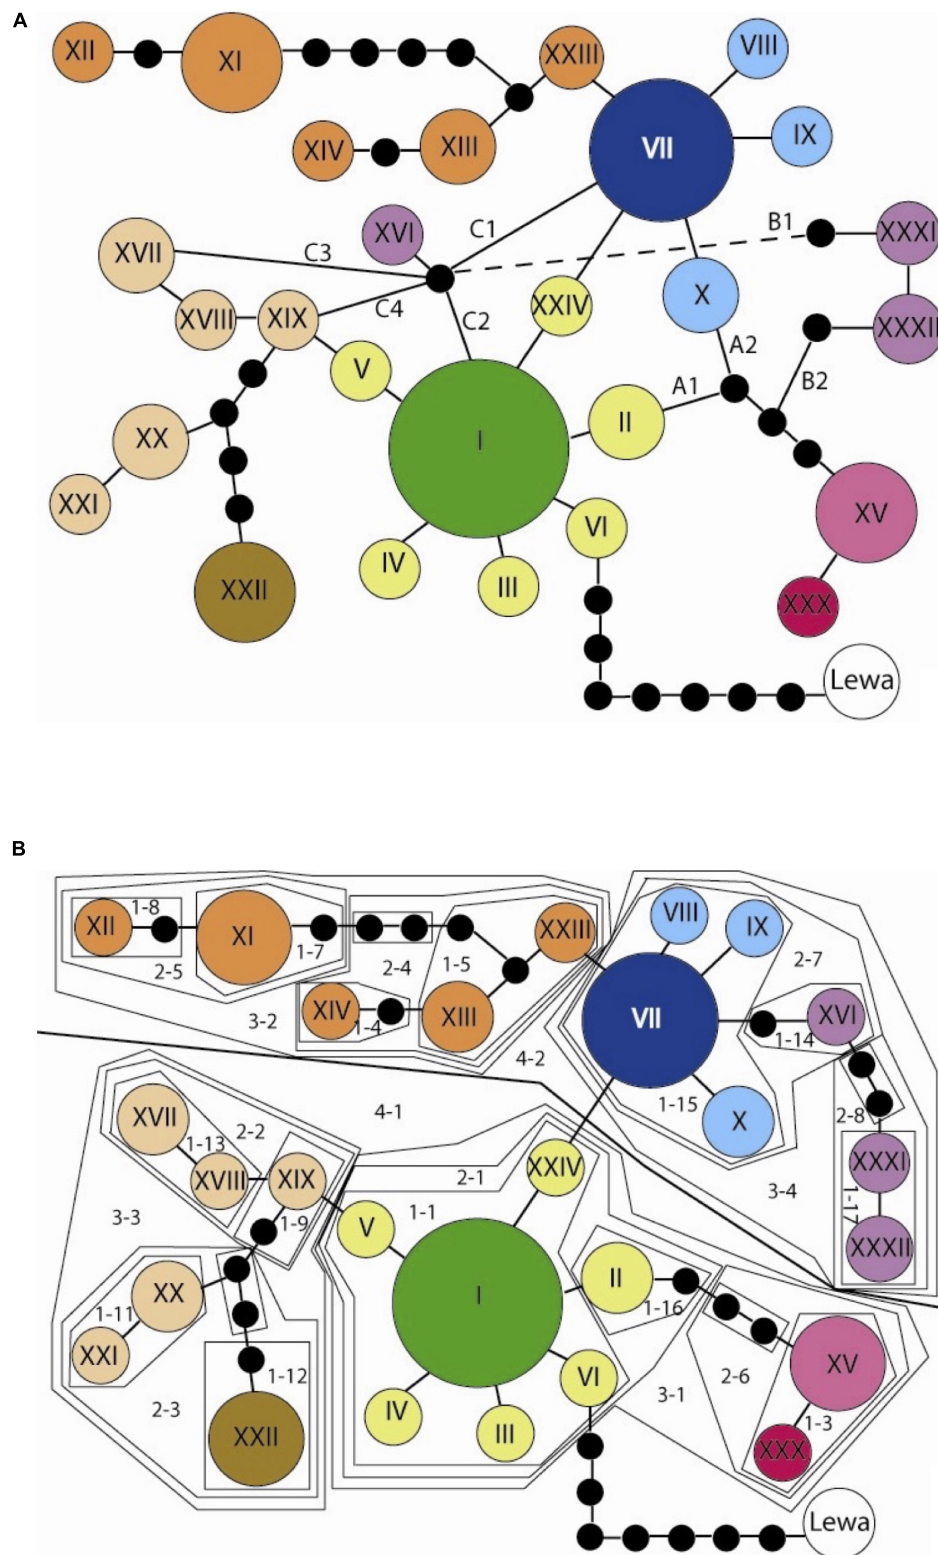 A
XII
XI
XXIII
VIII
XIV
XIII
VII
IX
XVI
C1
B1
XXXI
XVII
C3
X
XXIV
XVIII
XIX
C4
C2
XXXII
V
A2
A1
B2
II
XX
I
XXI
XV
VI
IV
III
XXII
XXX
Lewa
B
XII
1-8
XI
1-7
2-5
XXIII
2-4
1-5
XIV
1-4
XIII
3-2
4-2
VIII
IX
2-7
VII
XVI
1-14
1-15
X
2-8
XXXI
1-17
XXXII
3-4
4-1
XVII
2-2
1-13
XVIII
XIX
1-9
3-3
XXIV
2-1
1-1
V
XX
1-11
XXI
I
II
1-16
2-3
1-12
XXII
IV
III
VI
3-1
2-6
XV
1-3
XXX
Lewa